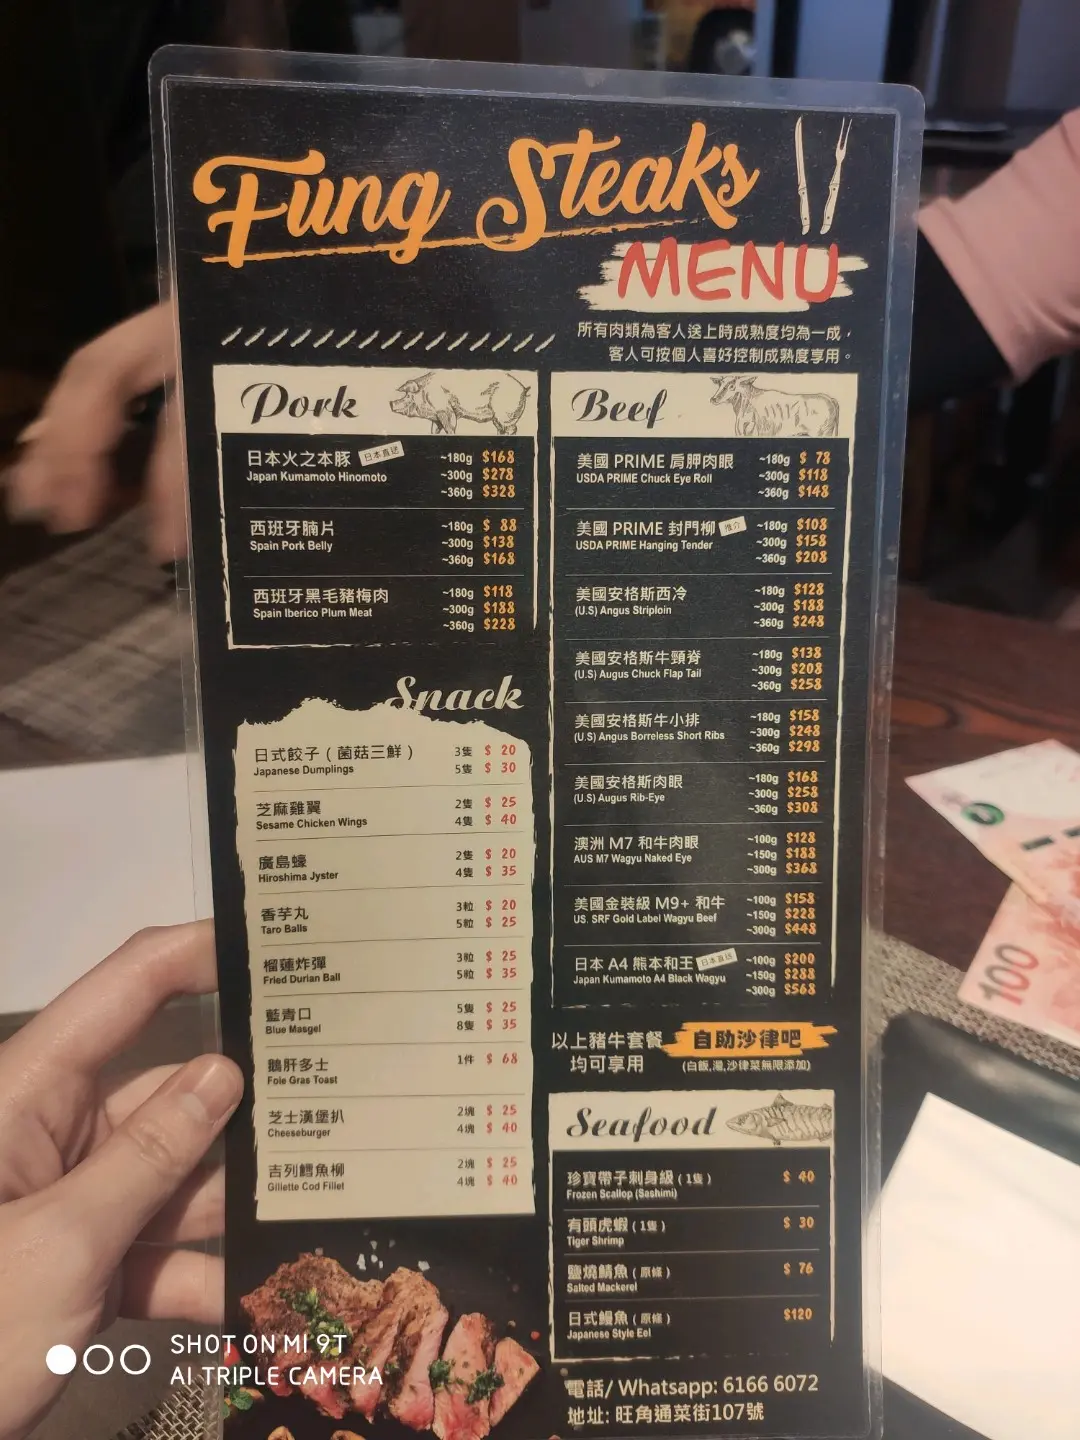 Fung Steaks
MENU
所有肉類為客人送上時成熟度均為一成，
客人可按個人喜好控制成熟度享用。
Pork
日本火之本豚 日本直送 ~180g $168
Japan Kumamoto Hinomoto ~300g $278
~360g $328
西班牙腩片 ~180g $ 88
Spain Pork Belly ~300g $138
~360g $168
西班牙黑毛豬梅肉 ~180g $118
Spain Iberico Plum Meat ~300g $188
~360g $228
Snack
日式餃子（菌菇三鮮） 3隻 $ 20
Japanese Dumplings 5隻 $ 30
芝麻雞翼 2隻 $ 25
Sesame Chicken Wings 4隻 $ 40
廣島蠔 2隻 $ 20
Hiroshima Jyster 4隻 $ 35
香芋丸 3粒 $ 20
Taro Balls 5粒 $ 25
榴蓮炸彈 3粒 $ 25
Fried Durian Ball 5粒 $ 35
藍青口 5隻 $ 25
Blue Masgel 8隻 $ 35
鵝肝多士 1件 $ 68
Foie Gras Toast
芝士漢堡扒 2塊 $ 25
Cheeseburger 4塊 $ 40
吉列鱈魚柳 2塊 $ 25
Gillette Cod Fillet 4塊 $ 40
Beef
美國 PRIME 肩胛肉眼 ~180g $ 78
USDA PRIME Chuck Eye Roll ~300g $118
~360g $148
美國 PRIME 封門柳 推介 ~180g $108
USDA PRIME Hanging Tender ~300g $158
~360g $208
美國安格斯西冷 ~180g $128
(U.S) Angus Striploin ~300g $188
~360g $248
美國安格斯牛頸脊 ~180g $138
(U.S) Augus Chuck Flap Tail ~300g $208
~360g $258
美國安格斯牛小排 ~180g $158
(U.S) Angus Borreless Short Ribs ~300g $248
~360g $298
美國安格斯肉眼 ~180g $168
(U.S) Augus Rib-Eye ~300g $258
~360g $308
澳洲 M7 和牛肉眼 ~100g $128
AUS M7 Wagyu Naked Eye ~150g $188
~300g $368
美國金裝級 M9+ 和牛 ~100g $158
US. SRF Gold Label Wagyu Beef ~150g $228
~300g $448
日本 A4 熊本和王 日本直送 ~100g $200
Japan Kumamoto A4 Black Wagyu ~150g $288
~300g $568
以上豬牛套餐 自助沙律吧
均可享用 (白飯,湯,沙律菜無限添加)
Seafood
珍寶帶子刺身級（1隻） $ 40
Frozen Scallop (Sashimi)
有頭虎蝦（1隻） $ 30
Tiger Shrimp
鹽燒鯖魚（原條） $ 76
Salted Mackerel
日式鰻魚（原條） $120
Japanese Style Eel
電話/ Whatsapp: 6166 6072
地址: 旺角通菜街107號
100
SHOT ON MI 9T
AI TRIPLE CAMERA